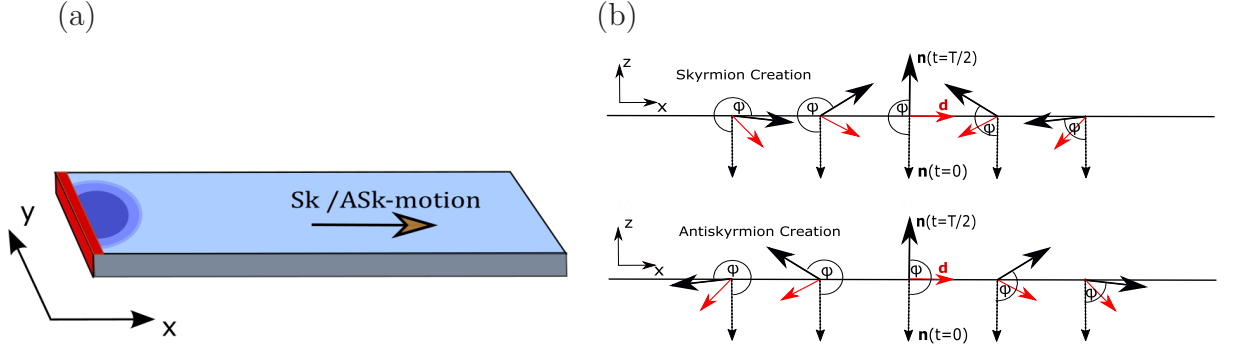 (a)
Sk /ASk-motion
y
x
(b)
n(t=T/2)
z
Skyrmion Creation
x
φ φ φ d φ φ
n(t=0)
n(t=T/2)
z
Antiskyrmion Creation
x
φ φ φ d φ φ
n(t=0)